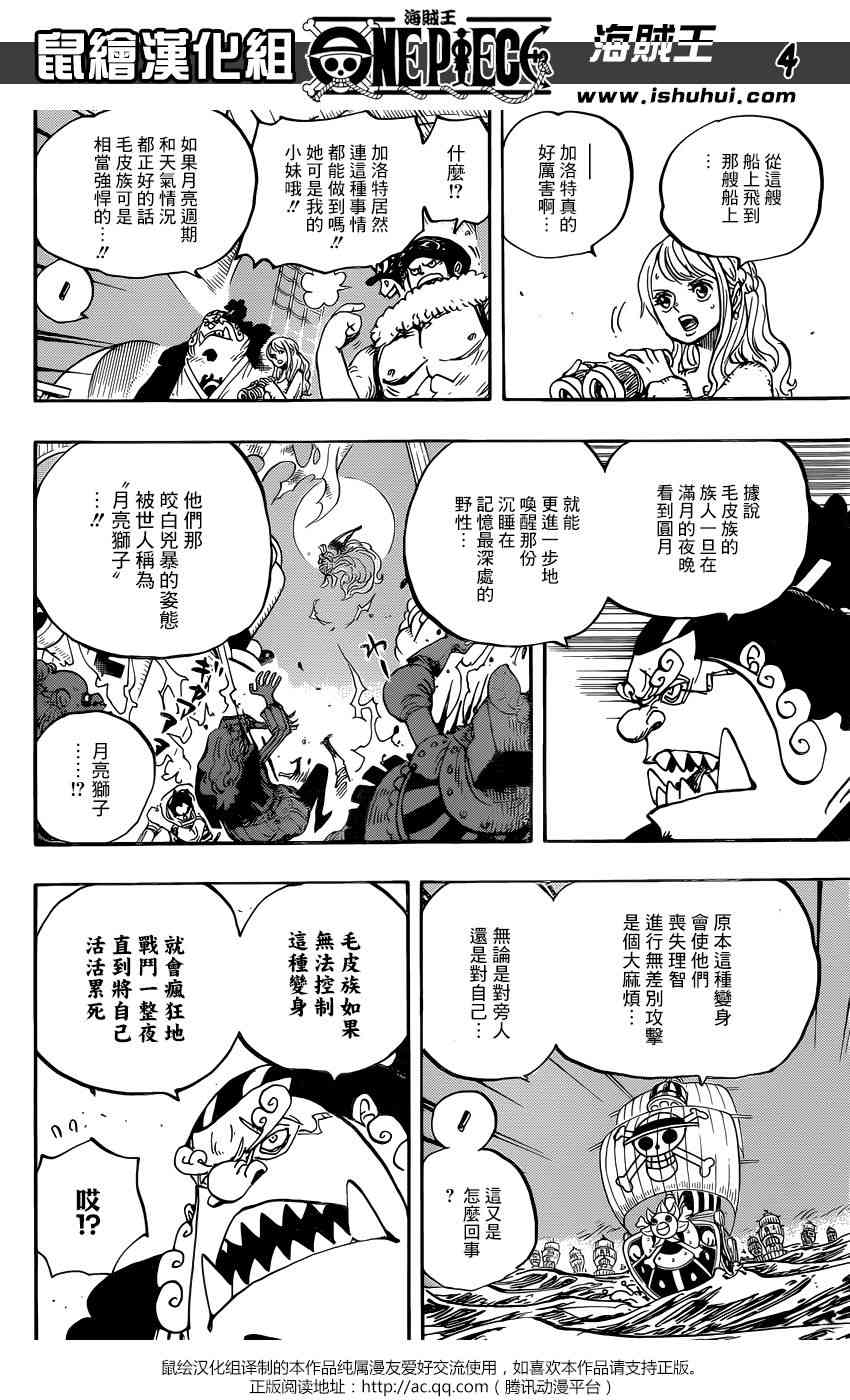 鼠繪漢化組
海賊王
ONE PIECE
海賊王
4
www.ishuhui.com
從這艘
船上飛到
那艘船上
…
——
加洛特真的
好厲害啊…
什麼!?
加洛特居然
連這種事情
都能做到嗎!!
她可是我的
小妹哦!!
如果月亮週期
和天氣情況
都正好的話
毛皮族可是
相當強悍的…!!
據說
毛皮族的
族人一旦在
滿月的夜晚
看到圓月
就能
更進一步地
喚醒那份
沉睡在
記憶最深處的
野性…
他們那
皎白兇暴的姿態
被世人稱為
〝月亮獅子〞
…!!
わー
わー
月亮獅子
……!?
原本這種變身
會使他們
喪失理智
進行無差別攻擊
是個大麻煩…
無論是對旁人
還是對自己…
這又是
怎麼回事
?
毛皮族如果
無法控制
這種變身
就會瘋狂地
戰鬥一整夜
直到將自己
活活累死
哎!?
鼠绘汉化组译制的本作品纯属漫友爱好交流使用，如喜欢本作品请支持正版。
正版阅读地址：http://ac.qq.com（腾讯动漫平台）